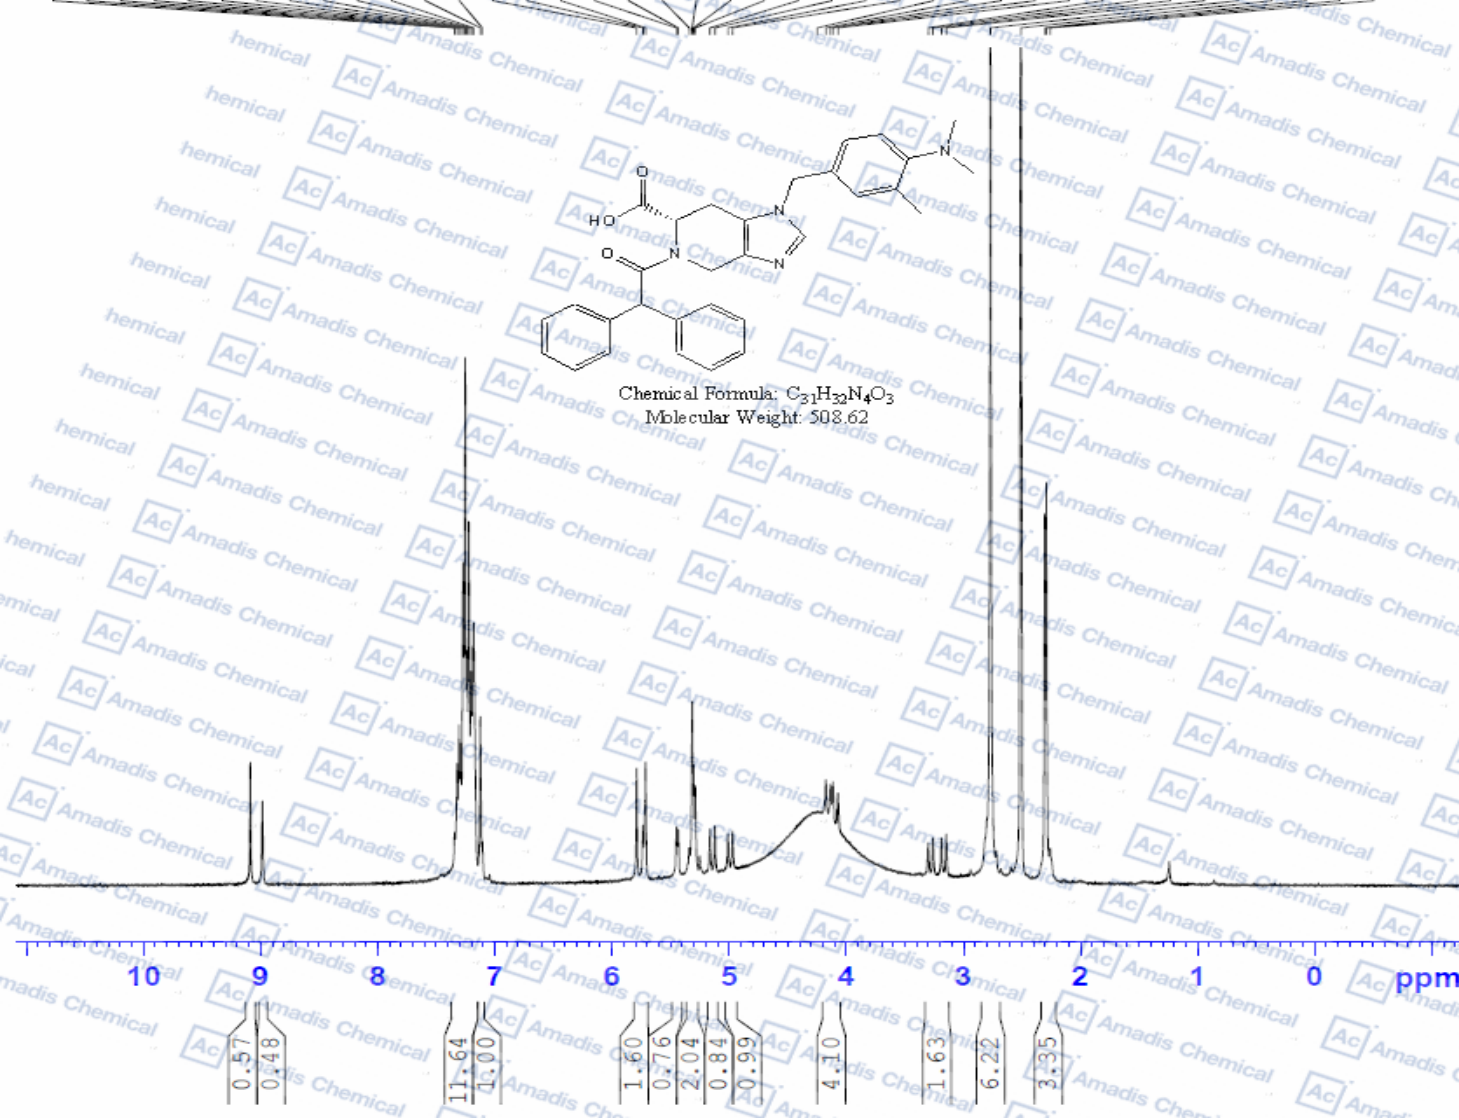 O
HO
O
N
N
N
N
Chemical Formula: C31H32N4O3
Molecular Weight: 508.62
10 9 8 7 6 5 4 3 2 1 0 ppm
0.57
0.48
11.64
1.00
1.60
0.76
2.04
0.84
0.99
4.10
1.63
6.22
3.35
Ac Amadis Chemical